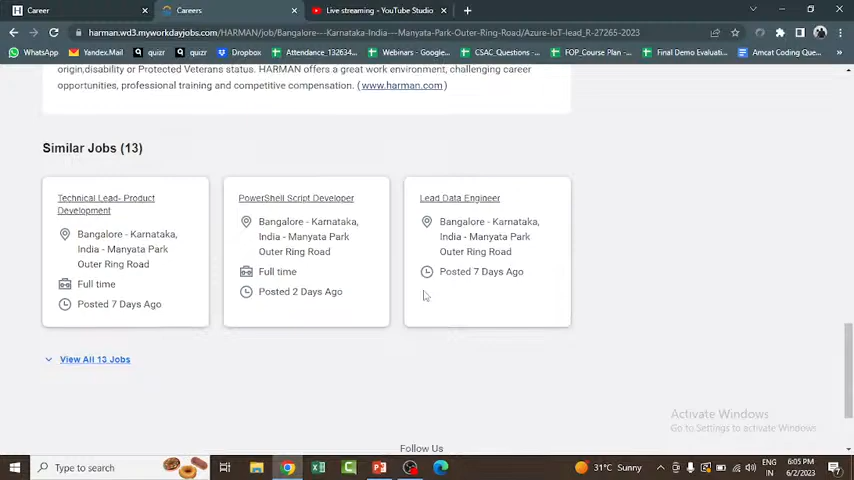 Career
Careers
Live streaming - YouTube Studio
harman.wd3.myworkdayjobs.com/HARMAN/job/Bangalore---Karnataka-India---Manyata-Park-Outer-Ring-Road/Azure-IoT-lead_R-27265-2023
WhatsApp Yandex.Mail quizr quizr Dropbox Attendance_132634... Webinars - Google... CSAC_Questions -... FOP_Course Plan -... Final Demo Evaluati... Amcat Coding Ques...
origin,disability or Protected Veterans status. HARMAN offers a great work environment, challenging career
opportunities, professional training and competitive compensation. (www.harman.com)
Similar Jobs (13)
Technical Lead- Product
Development
Bangalore - Karnataka,
India - Manyata Park
Outer Ring Road
Full time
Posted 7 Days Ago
PowerShell Script Developer
Bangalore - Karnataka,
India - Manyata Park
Outer Ring Road
Full time
Posted 2 Days Ago
Lead Data Engineer
Bangalore - Karnataka,
India - Manyata Park
Outer Ring Road
Posted 7 Days Ago
View All 13 Jobs
Activate Windows
Go to Settings to activate Windows.
Follow Us
Type to search
31°C Sunny
ENG
IN
6:05 PM
6/2/2023